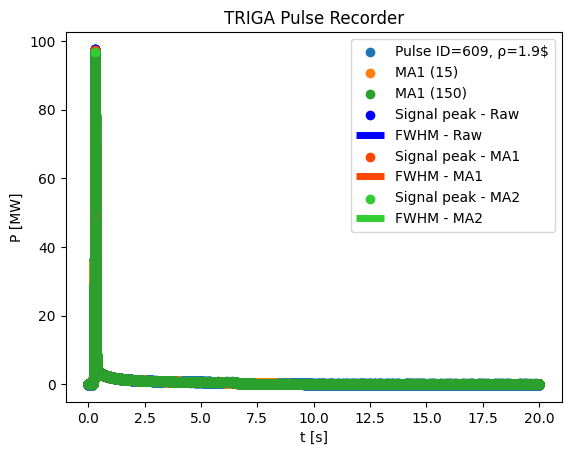 TRIGA Pulse Recorder
P [MW]
100
80
60
40
20
0
Pulse ID=609, ρ=1.9$
MA1 (15)
MA1 (150)
Signal peak - Raw
FWHM - Raw
Signal peak - MA1
FWHM - MA1
Signal peak - MA2
FWHM - MA2
0.0 2.5 5.0 7.5 10.0 12.5 15.0 17.5 20.0
t [s]